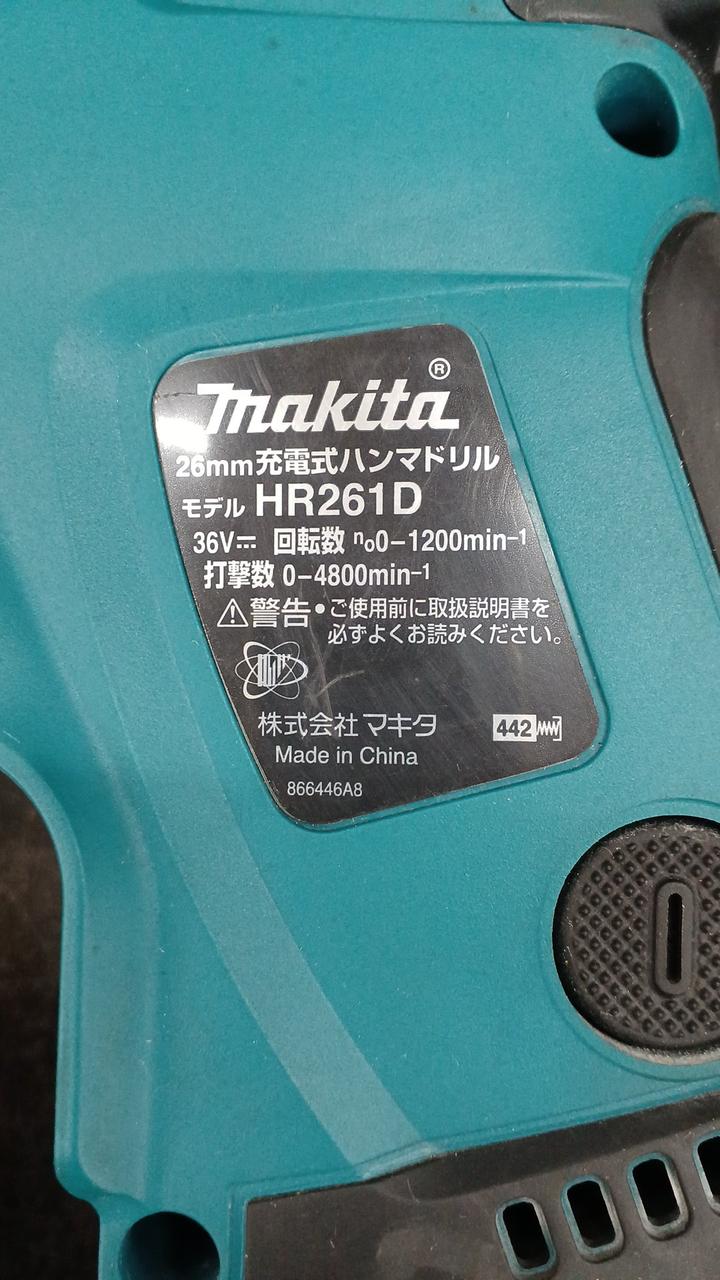 makita®
26mm充電式ハンマドリル
モデル HR261D
36V⎓ 回転数 n₀0-1200min⁻¹
打撃数 0-4800min⁻¹
⚠警告•ご使用前に取扱説明書を
必ずよくお読みください。
株式会社 マキタ 442
Made in China
866446A8